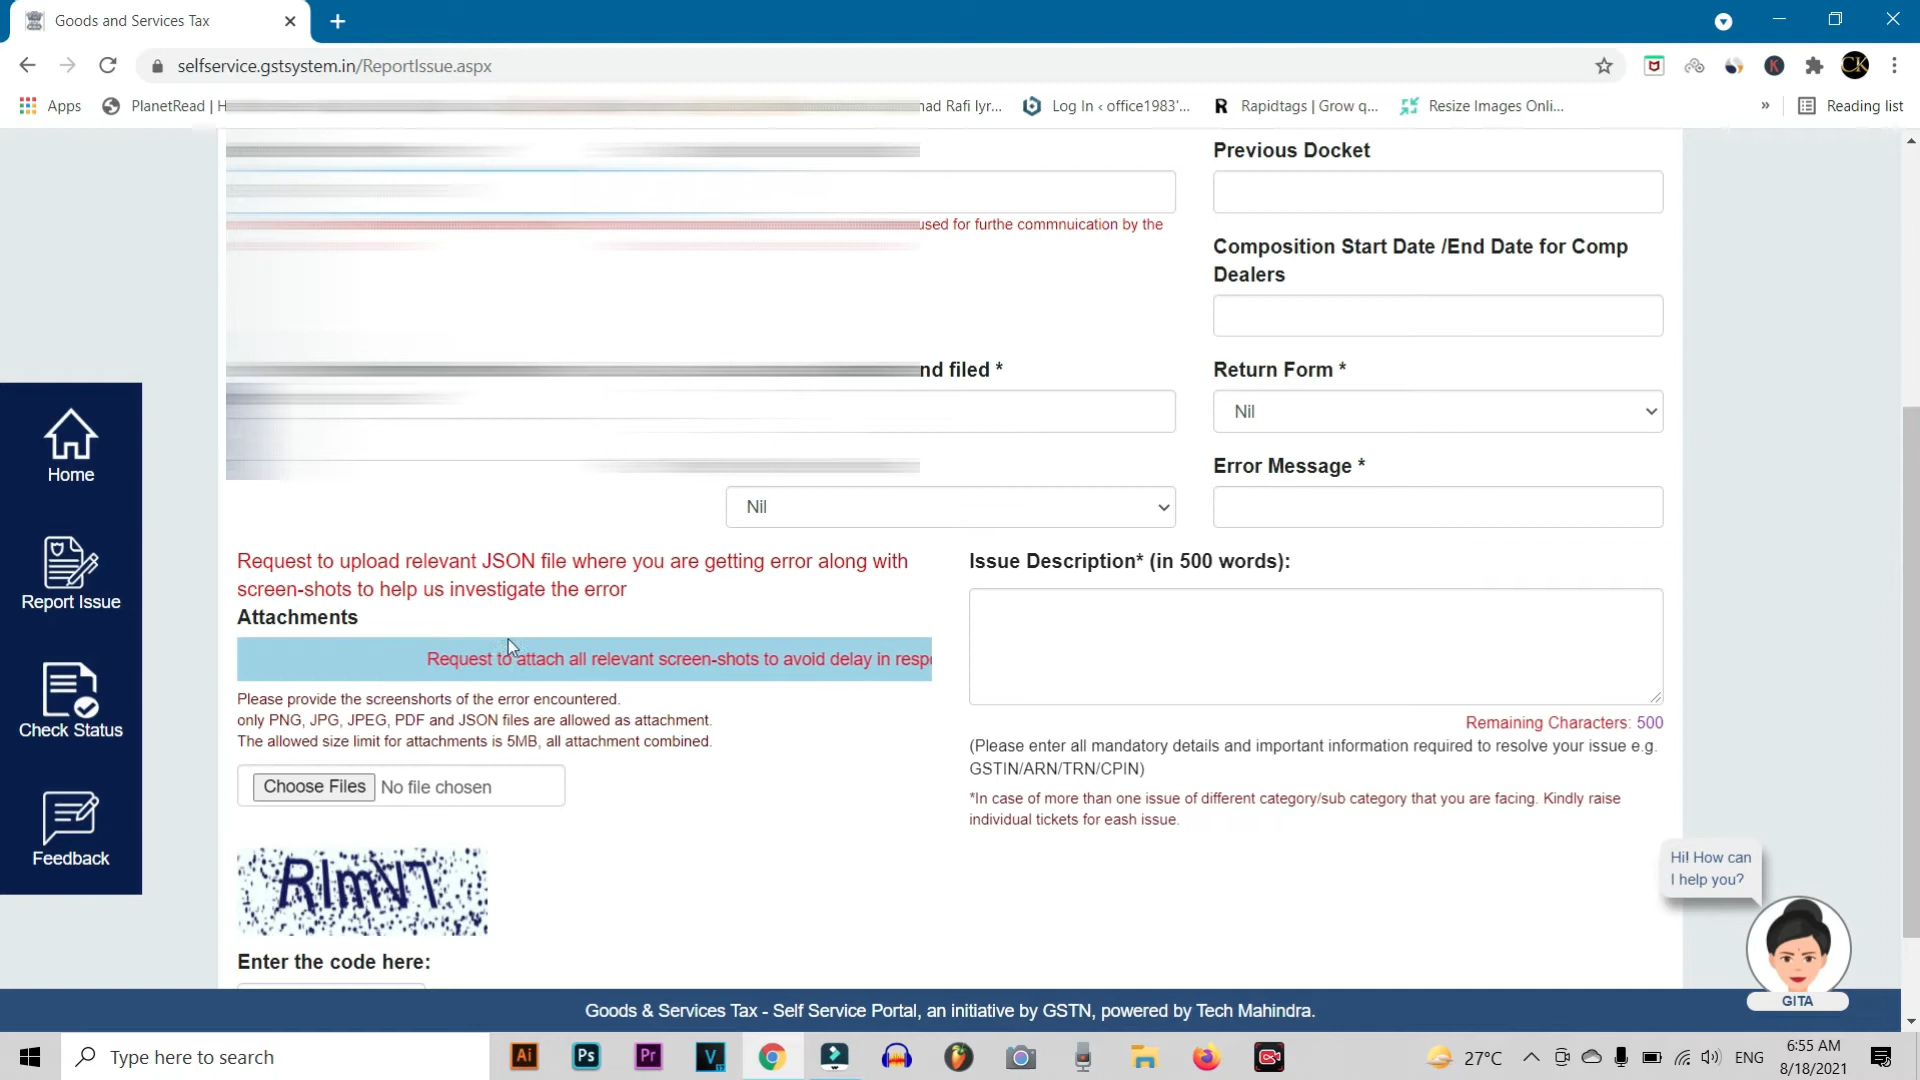 Goods and Services Tax
selfservice.gstsystem.in/ReportIssue.aspx
CK
Apps
PlanetRead | H
had Rafi Iyr...
Log In ‹ office1983'...
Rapidtags | Grow q...
Resize Images Onli...
»
Reading list
Previous Docket
used for furthe commnuication by the
Composition Start Date /End Date for Comp
Dealers
nd filed *
Return Form *
Nil
Error Message *
Nil
Home
Report Issue
Check Status
Feedback
Request to upload relevant JSON file where you are getting error along with
screen-shots to help us investigate the error
Attachments
Request to attach all relevant screen-shots to avoid delay in resp
Please provide the screenshorts of the error encountered.
only PNG, JPG, JPEG, PDF and JSON files are allowed as attachment.
The allowed size limit for attachments is 5MB, all attachment combined.
Choose Files No file chosen
Issue Description* (in 500 words):
Remaining Characters: 500
(Please enter all mandatory details and important information required to resolve your issue e.g.
GSTIN/ARN/TRN/CPIN)
*In case of more than one issue of different category/sub category that you are facing. Kindly raise
individual tickets for eash issue.
Enter the code here:
Hi! How can
I help you?
GITA
Goods & Services Tax - Self Service Portal, an initiative by GSTN, powered by Tech Mahindra.
Type here to search
Ai
Ps
Pr
V
27°C
ENG
6:55 AM
8/18/2021